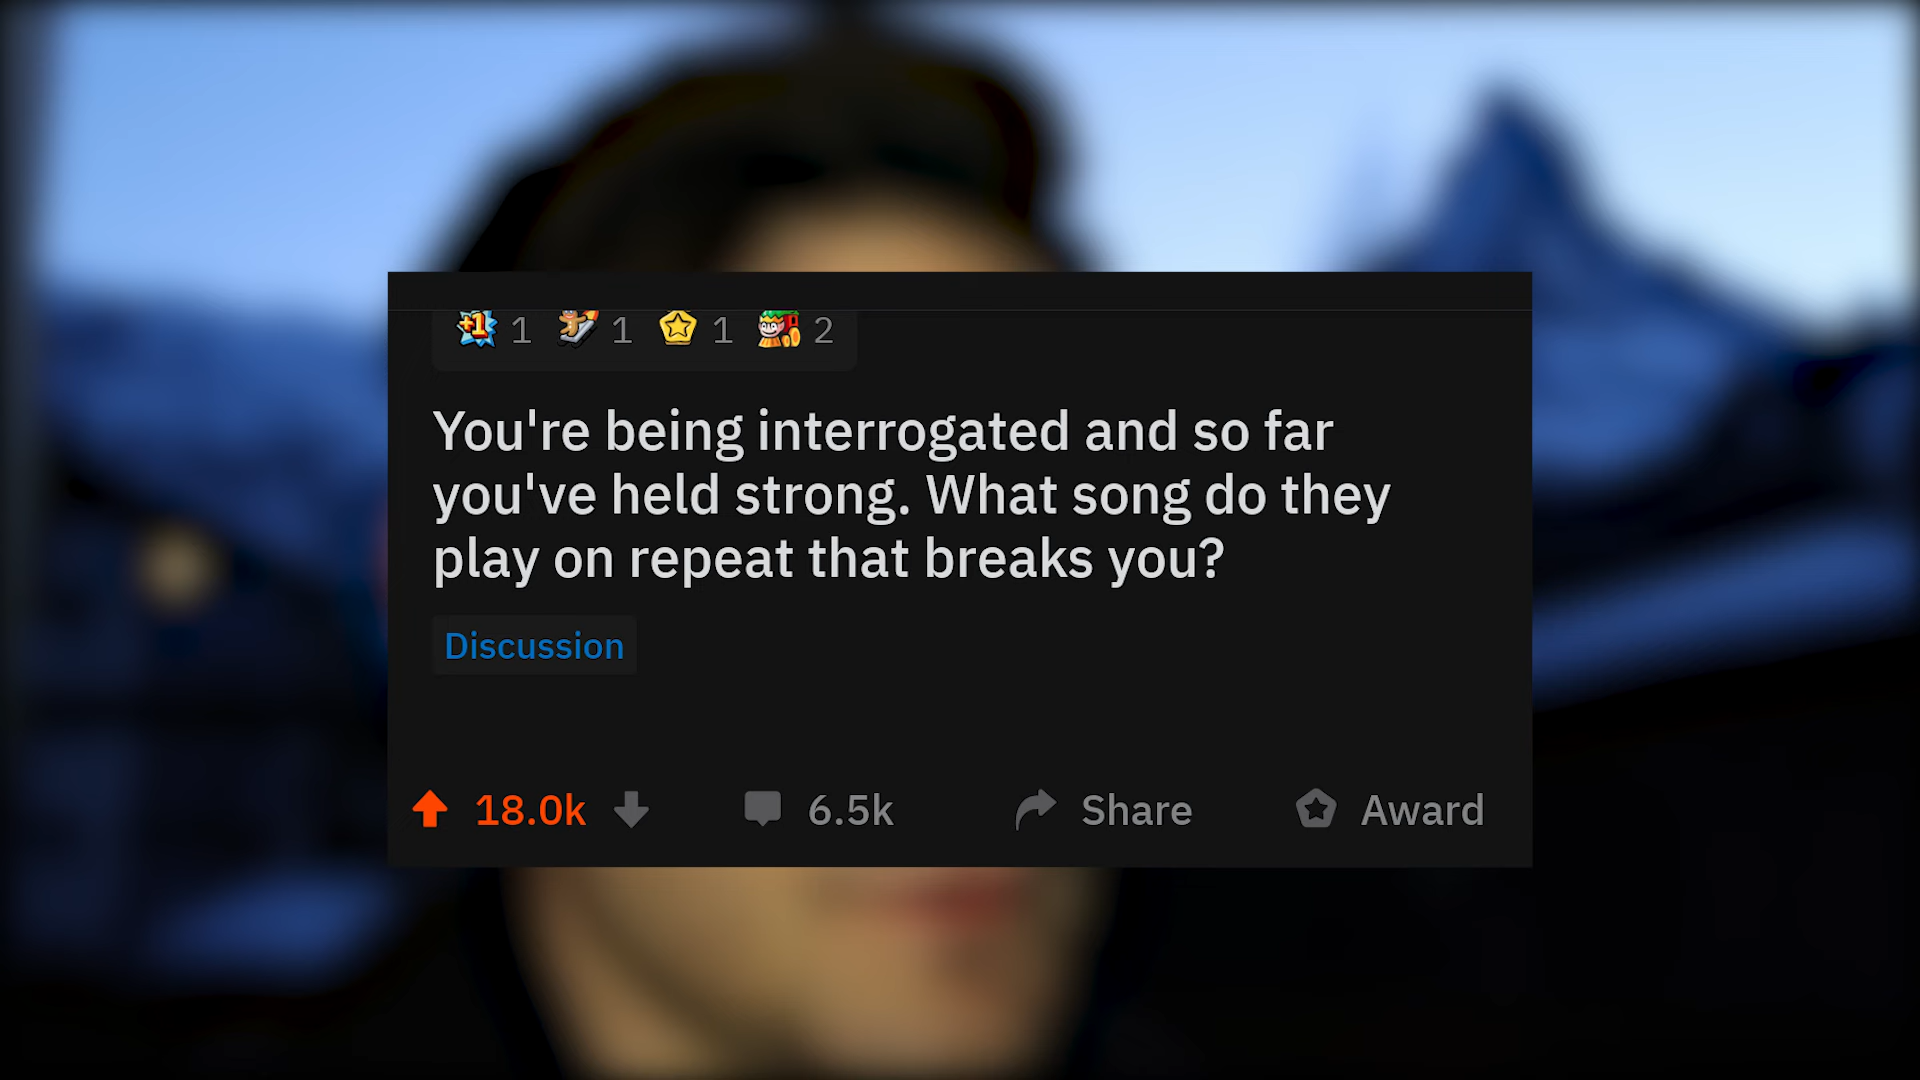 +1 1 1 1 2
You're being interrogated and so far
you've held strong. What song do they
play on repeat that breaks you?
Discussion
18.0k 6.5k Share Award